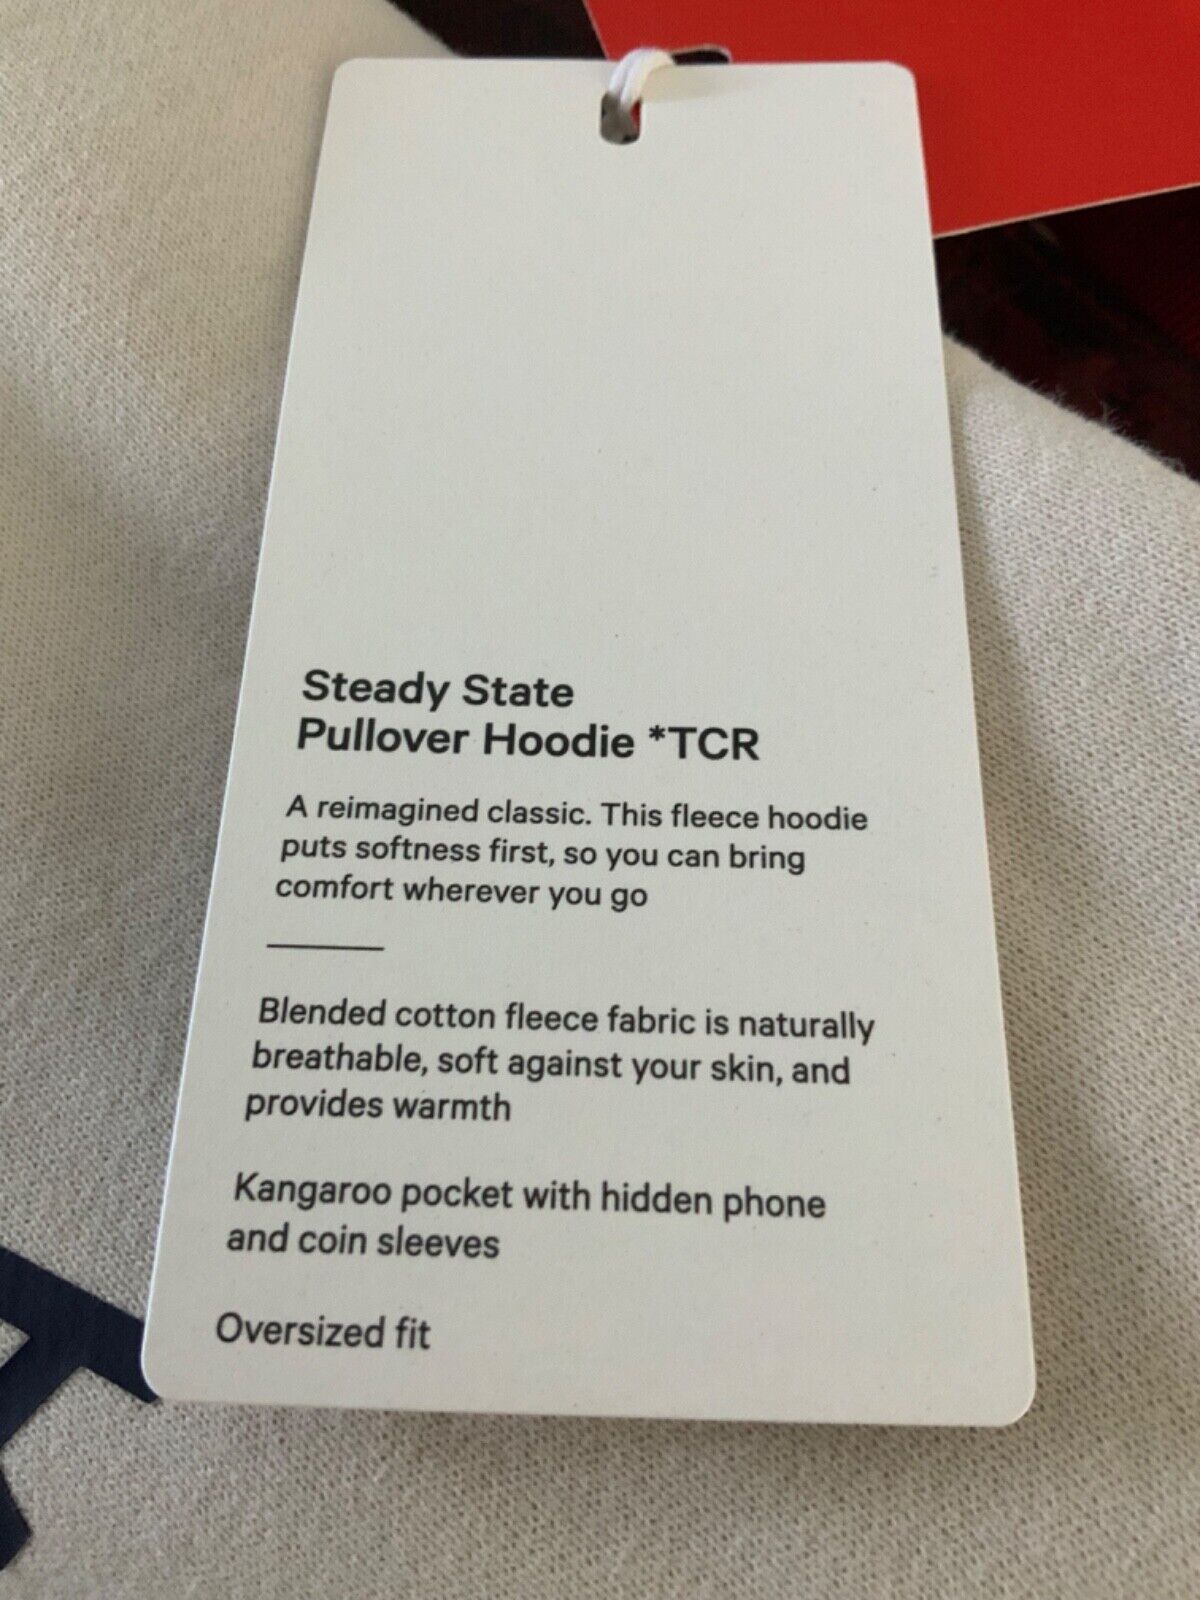 Steady State
Pullover Hoodie *TCR
A reimagined classic. This fleece hoodie
puts softness first, so you can bring
comfort wherever you go
Blended cotton fleece fabric is naturally
breathable, soft against your skin, and
provides warmth
Kangaroo pocket with hidden phone
and coin sleeves
Oversized fit